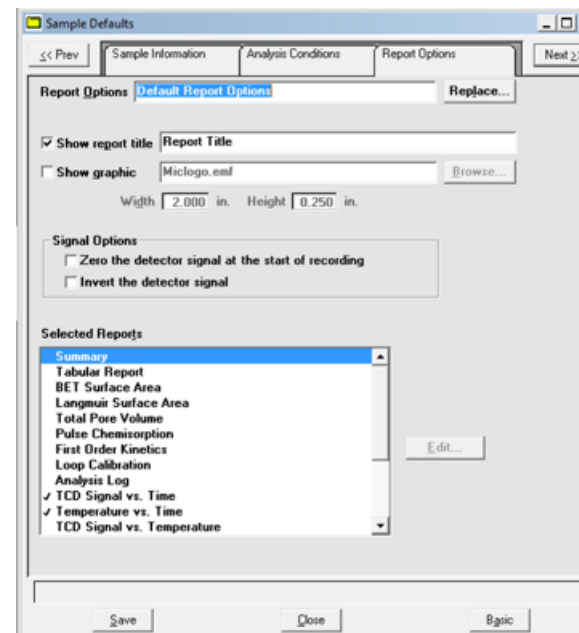 Sample Defaults
<< Prev
Sample Information
Analysis Conditions
Report Options
Next >>
Report Options Default Report Options Replace...
Show report title Report Title
Show graphic Miclogo.emf Browse...
Width 2.000 in. Height 0.250 in.
Signal Options
Zero the detector signal at the start of recording
Invert the detector signal
Selected Reports
Summary
Tabular Report
BET Surface Area
Langmuir Surface Area
Total Pore Volume
Pulse Chemisorption
First Order Kinetics
Edit...
Loop Calibration
Analysis Log
✓ TCD Signal vs. Time
✓ Temperature vs. Time
TCD Signal vs. Temperature
Save Close Basic